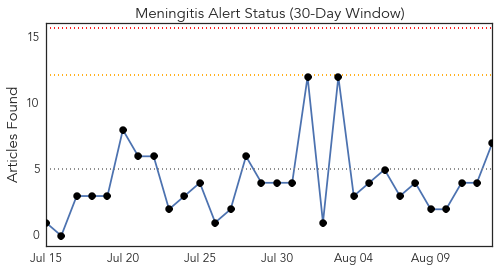 Meningitis Alert Status (30-Day Window)
Articles Found
15
10
5
0
Jul 15 Jul 20 Jul 25 Jul 30 Aug 04 Aug 09